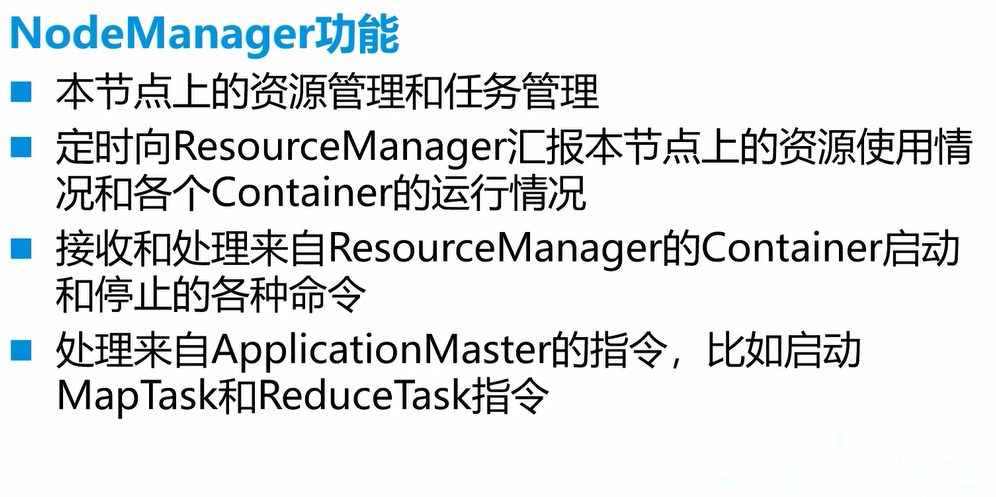 NodeManager功能
本节点上的资源管理和任务管理
定时向ResourceManager汇报本节点上的资源使用情
况和各个Container的运行情况
接收和处理来自ResourceManager的Container启动
和停止的各种命令
处理来自ApplicationMaster的指令，比如启动
MapTask和ReduceTask指令